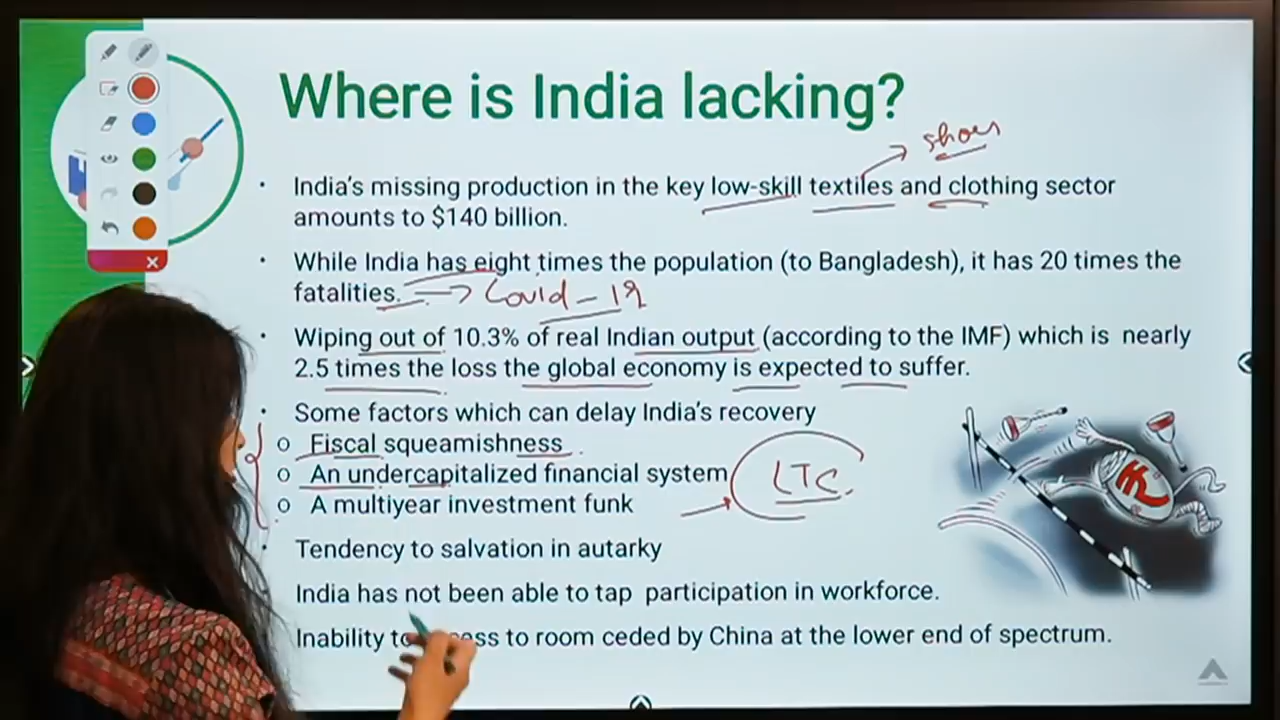 Where is India lacking?
shoes
• India's missing production in the key low-skill textiles and clothing sector
amounts to $140 billion.
• While India has eight times the population (to Bangladesh), it has 20 times the
fatalities. → Covid-19
• Wiping out of 10.3% of real Indian output (according to the IMF) which is nearly
2.5 times the loss the global economy is expected to suffer.
• Some factors which can delay India's recovery
o Fiscal squeamishness
o An undercapitalized financial system
LTC.
o A multiyear investment funk
• Tendency to salvation in autarky
India has not been able to tap participation in workforce.
Inability to to room ceded by China at the lower end of spectrum.